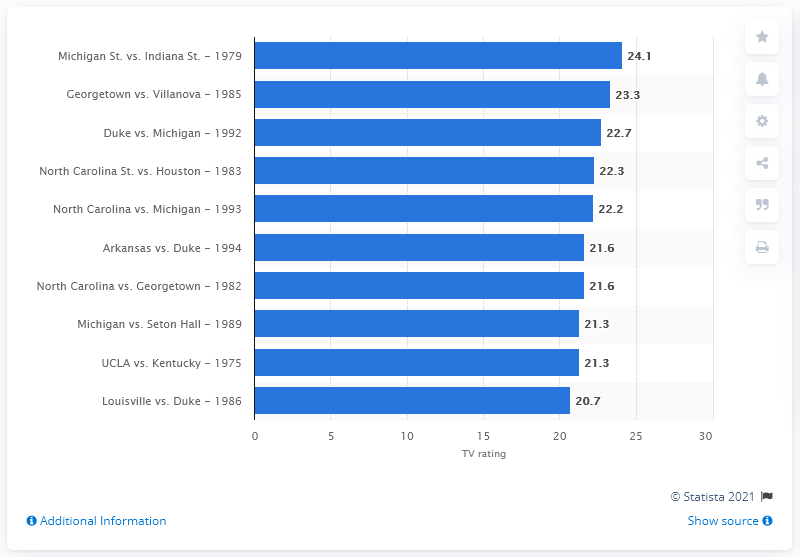 Michigan St. vs. Indiana St. - 1979 24.1
Georgetown vs. Villanova - 1985 23.3
Duke vs. Michigan - 1992 22.7
North Carolina St. vs. Houston - 1983 22.3
North Carolina vs. Michigan - 1993 22.2
Arkansas vs. Duke - 1994 21.6
North Carolina vs. Georgetown - 1982 21.6
Michigan vs. Seton Hall - 1989 21.3
UCLA vs. Kentucky - 1975 21.3
Louisville vs. Duke - 1986 20.7
0 5 10 15 20 25 30
TV rating
© Statista 2021
Additional Information Show source